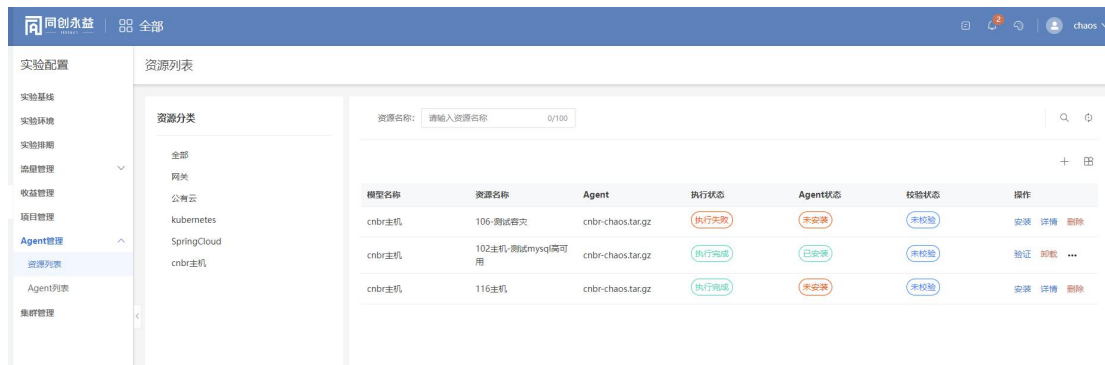 同创永益
全部
2
chaos
实验配置
资源列表
实验基线
实验环境
实验排期
流量管理
收益管理
项目管理
Agent管理
资源列表
Agent列表
集群管理
资源分类
全部
网关
公有云
kubernetes
SpringCloud
cnbr主机
资源名称: 请输入资源名称 0/100
模型名称 资源名称 Agent 执行状态 Agent状态 校验状态 操作
cnbr主机 106-测试容灾 cnbr-chaos.tar.gz 执行失败 未安装 未校验 安装 详情 删除
cnbr主机 102主机-测试mysql高可用 cnbr-chaos.tar.gz 执行完成 已安装 未校验 验证 卸载 •••
cnbr主机 116主机 cnbr-chaos.tar.gz 执行完成 未安装 未校验 安装 详情 删除